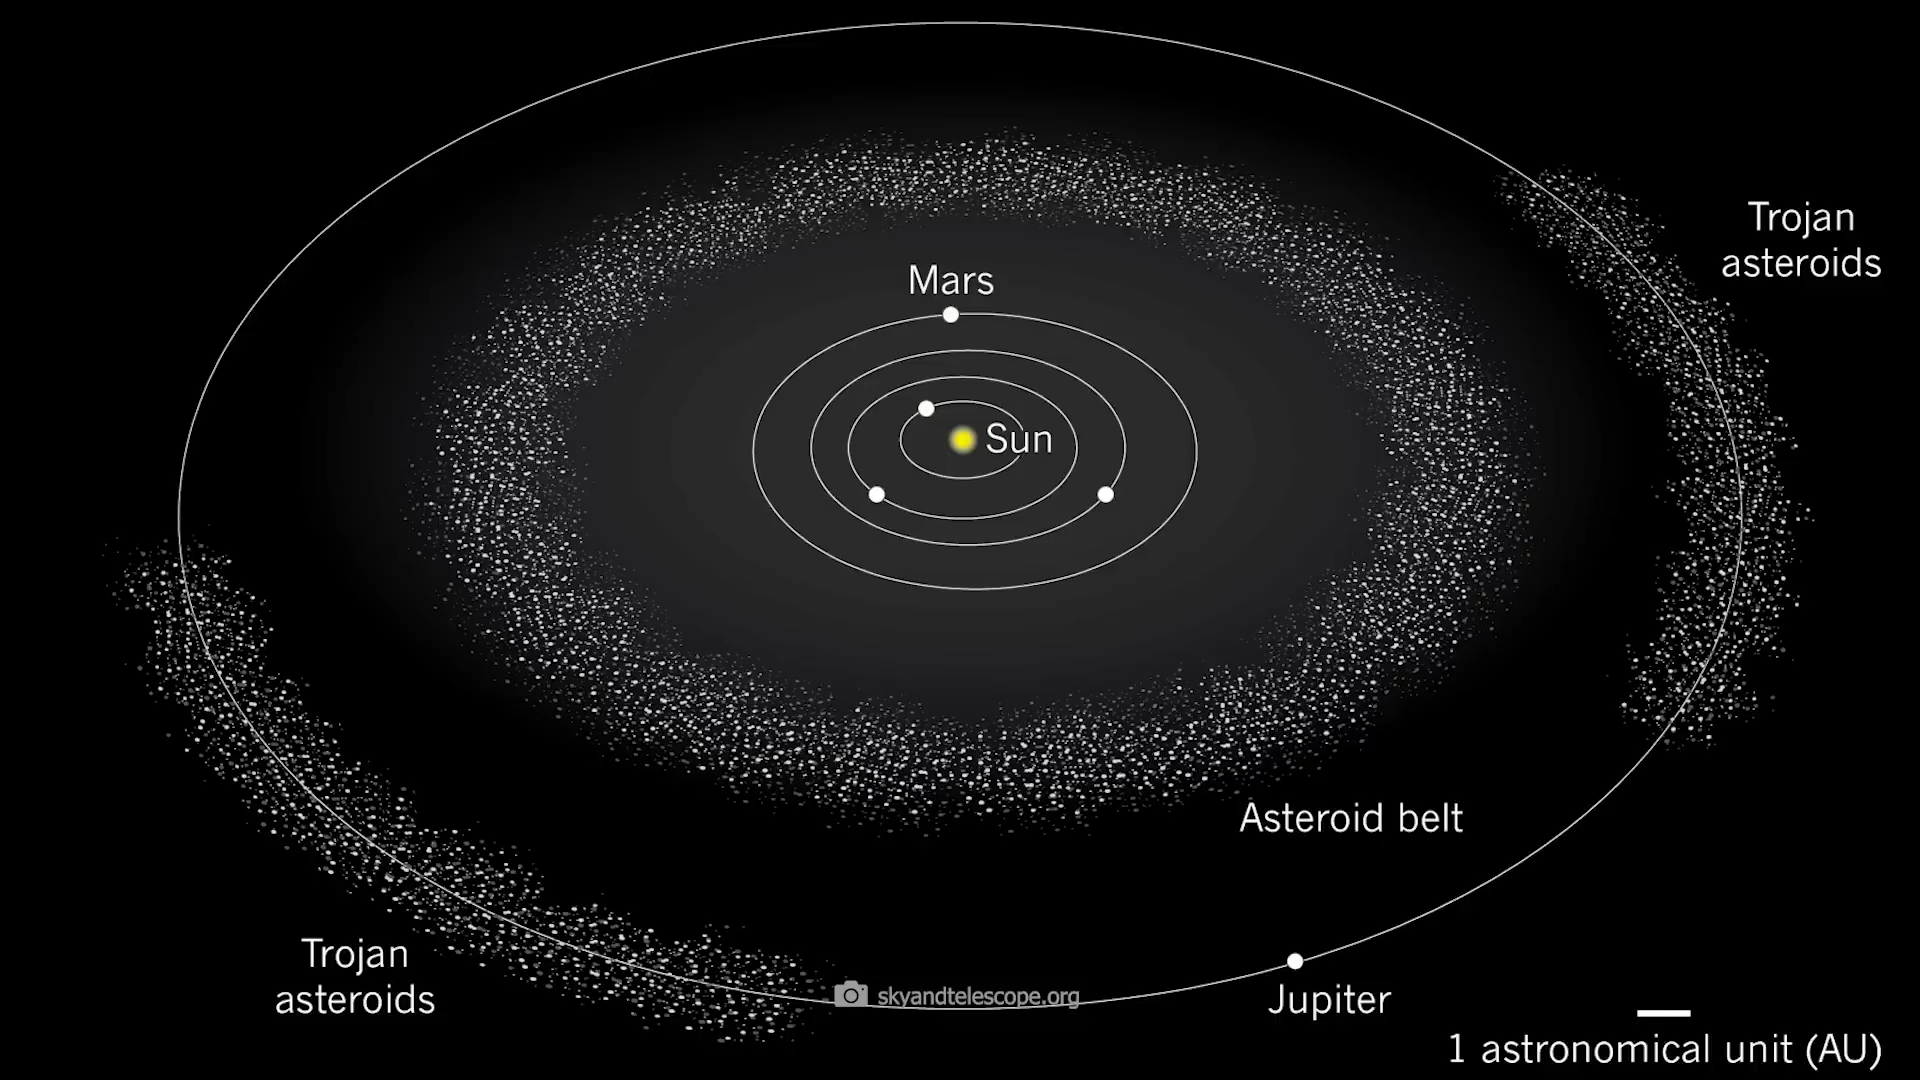 Trojan
asteroids
Mars
Sun
Asteroid belt
Trojan
asteroids
skyandtelescope.org
Jupiter
1 astronomical unit (AU)